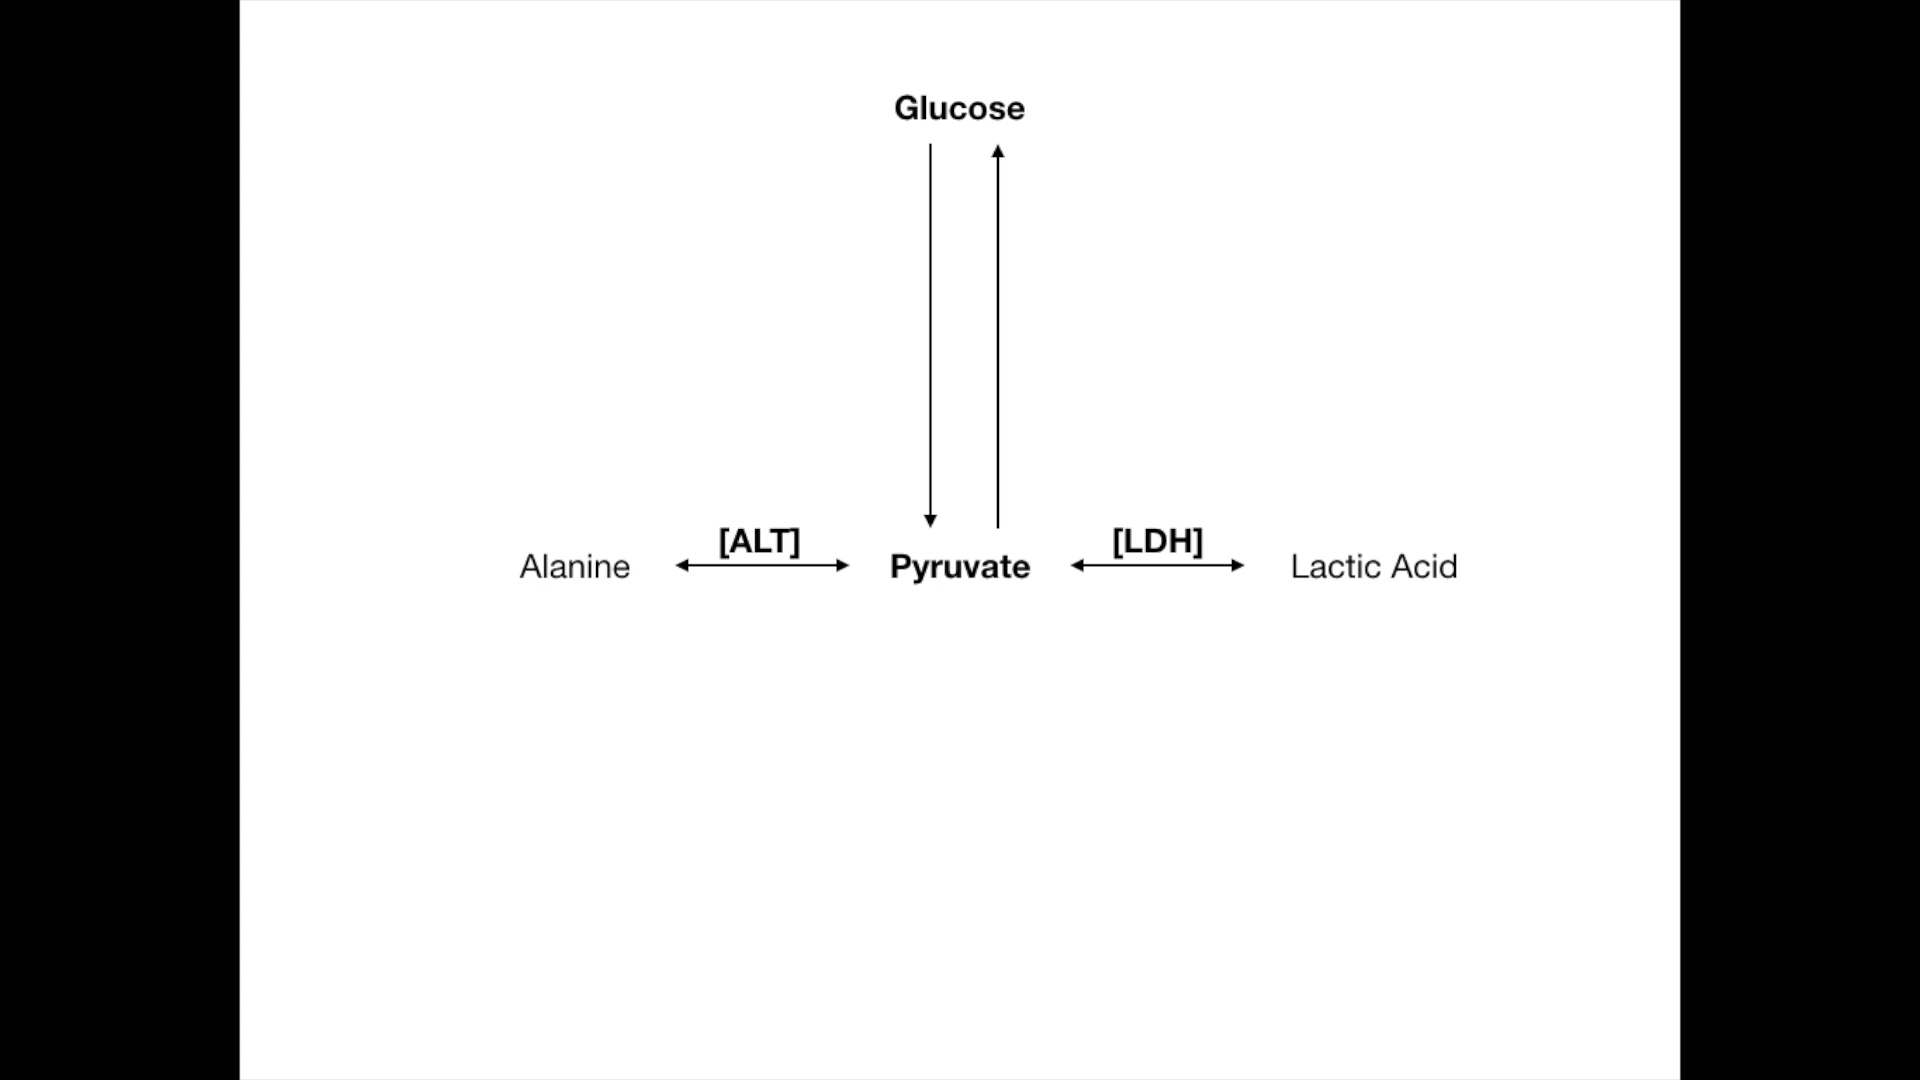 Glucose
[ALT]
[LDH]
Alanine
Pyruvate
Lactic Acid